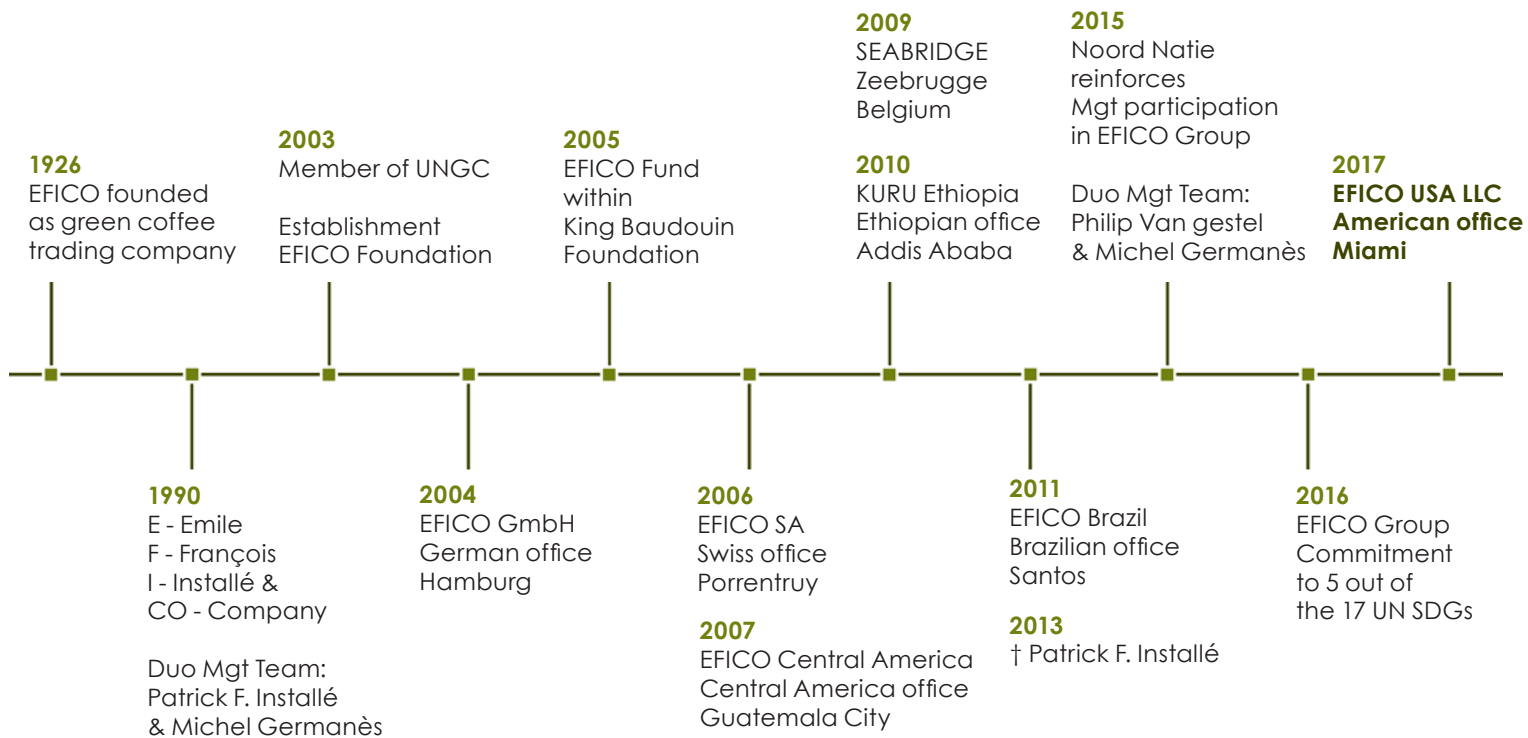 1926
EFICO founded
as green coffee
trading company
1990
E - Emile
F - François
I - Installé &
CO - Company
Duo Mgt Team:
Patrick F. Installé
& Michel Germanès
2003
Member of UNGC
Establishment
EFICO Foundation
2004
EFICO GmbH
German office
Hamburg
2005
EFICO Fund
within
King Baudouin
Foundation
2006
EFICO SA
Swiss office
Porrentruy
2007
EFICO Central America
Central America office
Guatemala City
2009
SEABRIDGE
Zeebrugge
Belgium
2010
KURU Ethiopia
Ethiopian office
Addis Ababa
2011
EFICO Brazil
Brazilian office
Santos
2013
† Patrick F. Installé
2015
Noord Natie
reinforces
Mgt participation
in EFICO Group
Duo Mgt Team:
Philip Van gestel
& Michel Germanès
2016
EFICO Group
Commitment
to 5 out of
the 17 UN SDGs
2017
EFICO USA LLC
American office
Miami